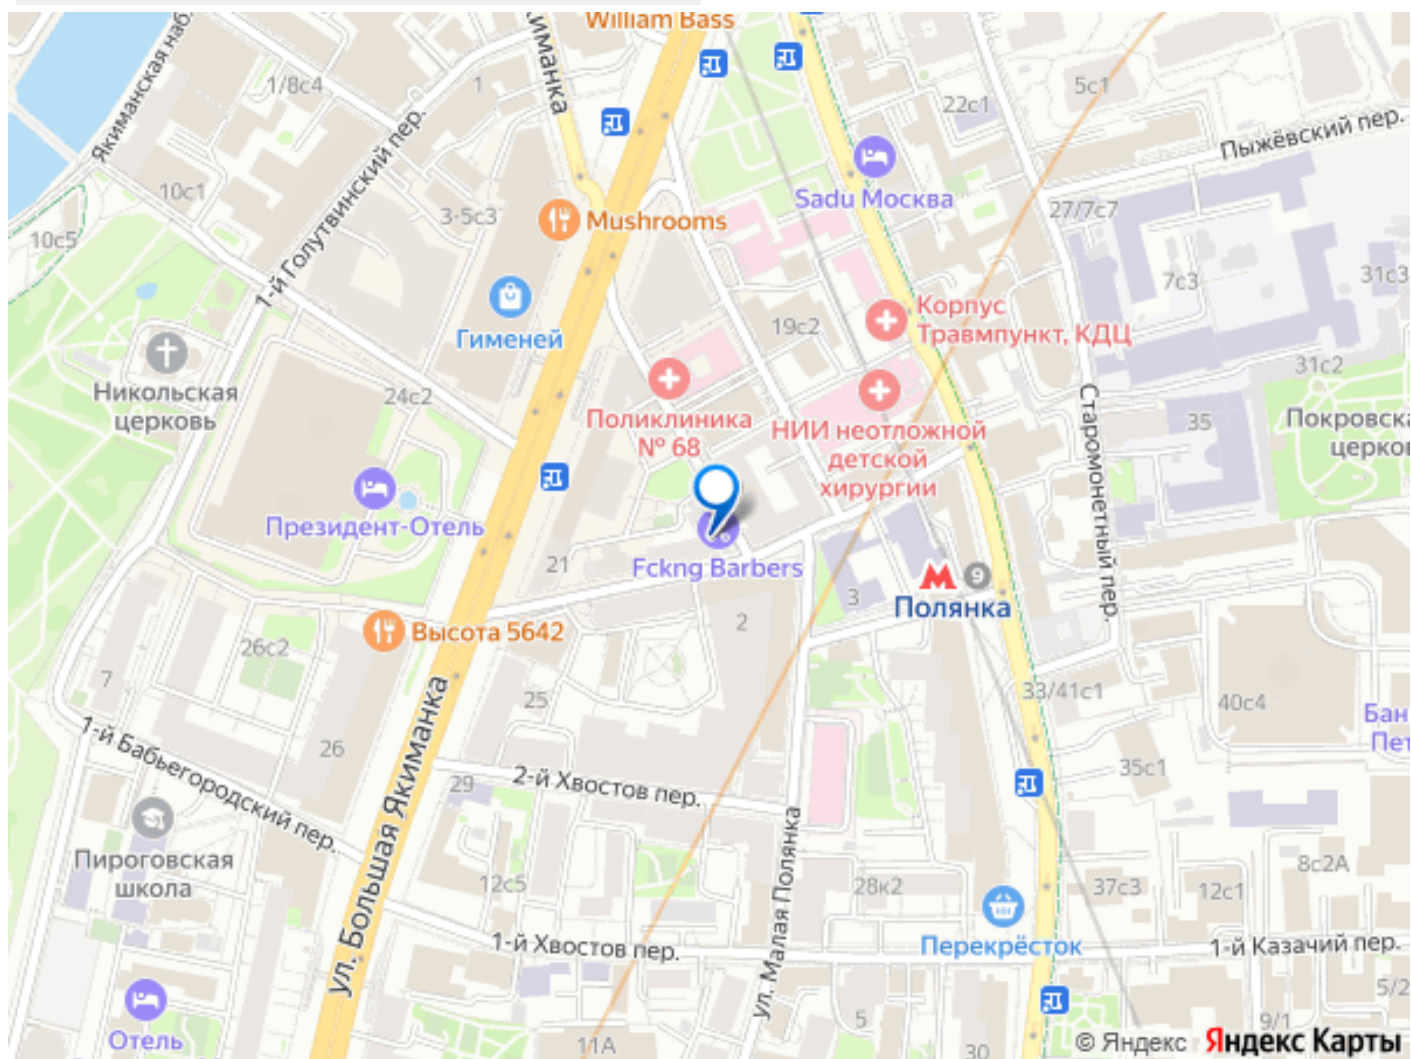 William Bass
киманка
Якиманская наб.
1/8с4
1
22с1
5с1
Пыжёвский пер.
1-й Голутвинский пер.
10с1
10с5
3-5с3
Mushrooms
Sadu Москва
27/7с7
7с3
31с3
Гименей
19с2
Корпус
Травмпункт, КДЦ
Никольская
церковь
24с2
Поликлиника
№ 68
НИИ неотложной
детской
хирургии
Старомонетный пер.
31с2
35
Покровска
церков
Президент-Отель
21
Fckng Barbers
3
9
Полянка
Высота 5642
2
26с2
7
25
33/41с1
40с4
Бан
Пет
1-й Бабьегородский пер.
26
ул. Большая Якиманка
29
2-й Хвостов пер.
35с1
Пироговская
школа
12с5
ул. Малая Полянка
28к2
37с3
12с1
8с2А
Перекрёсток
1-й Хвостов пер.
1-й Казачий пер.
5/2
Отель
11А
5
30
9/1
© Яндекс Яндекс Карты